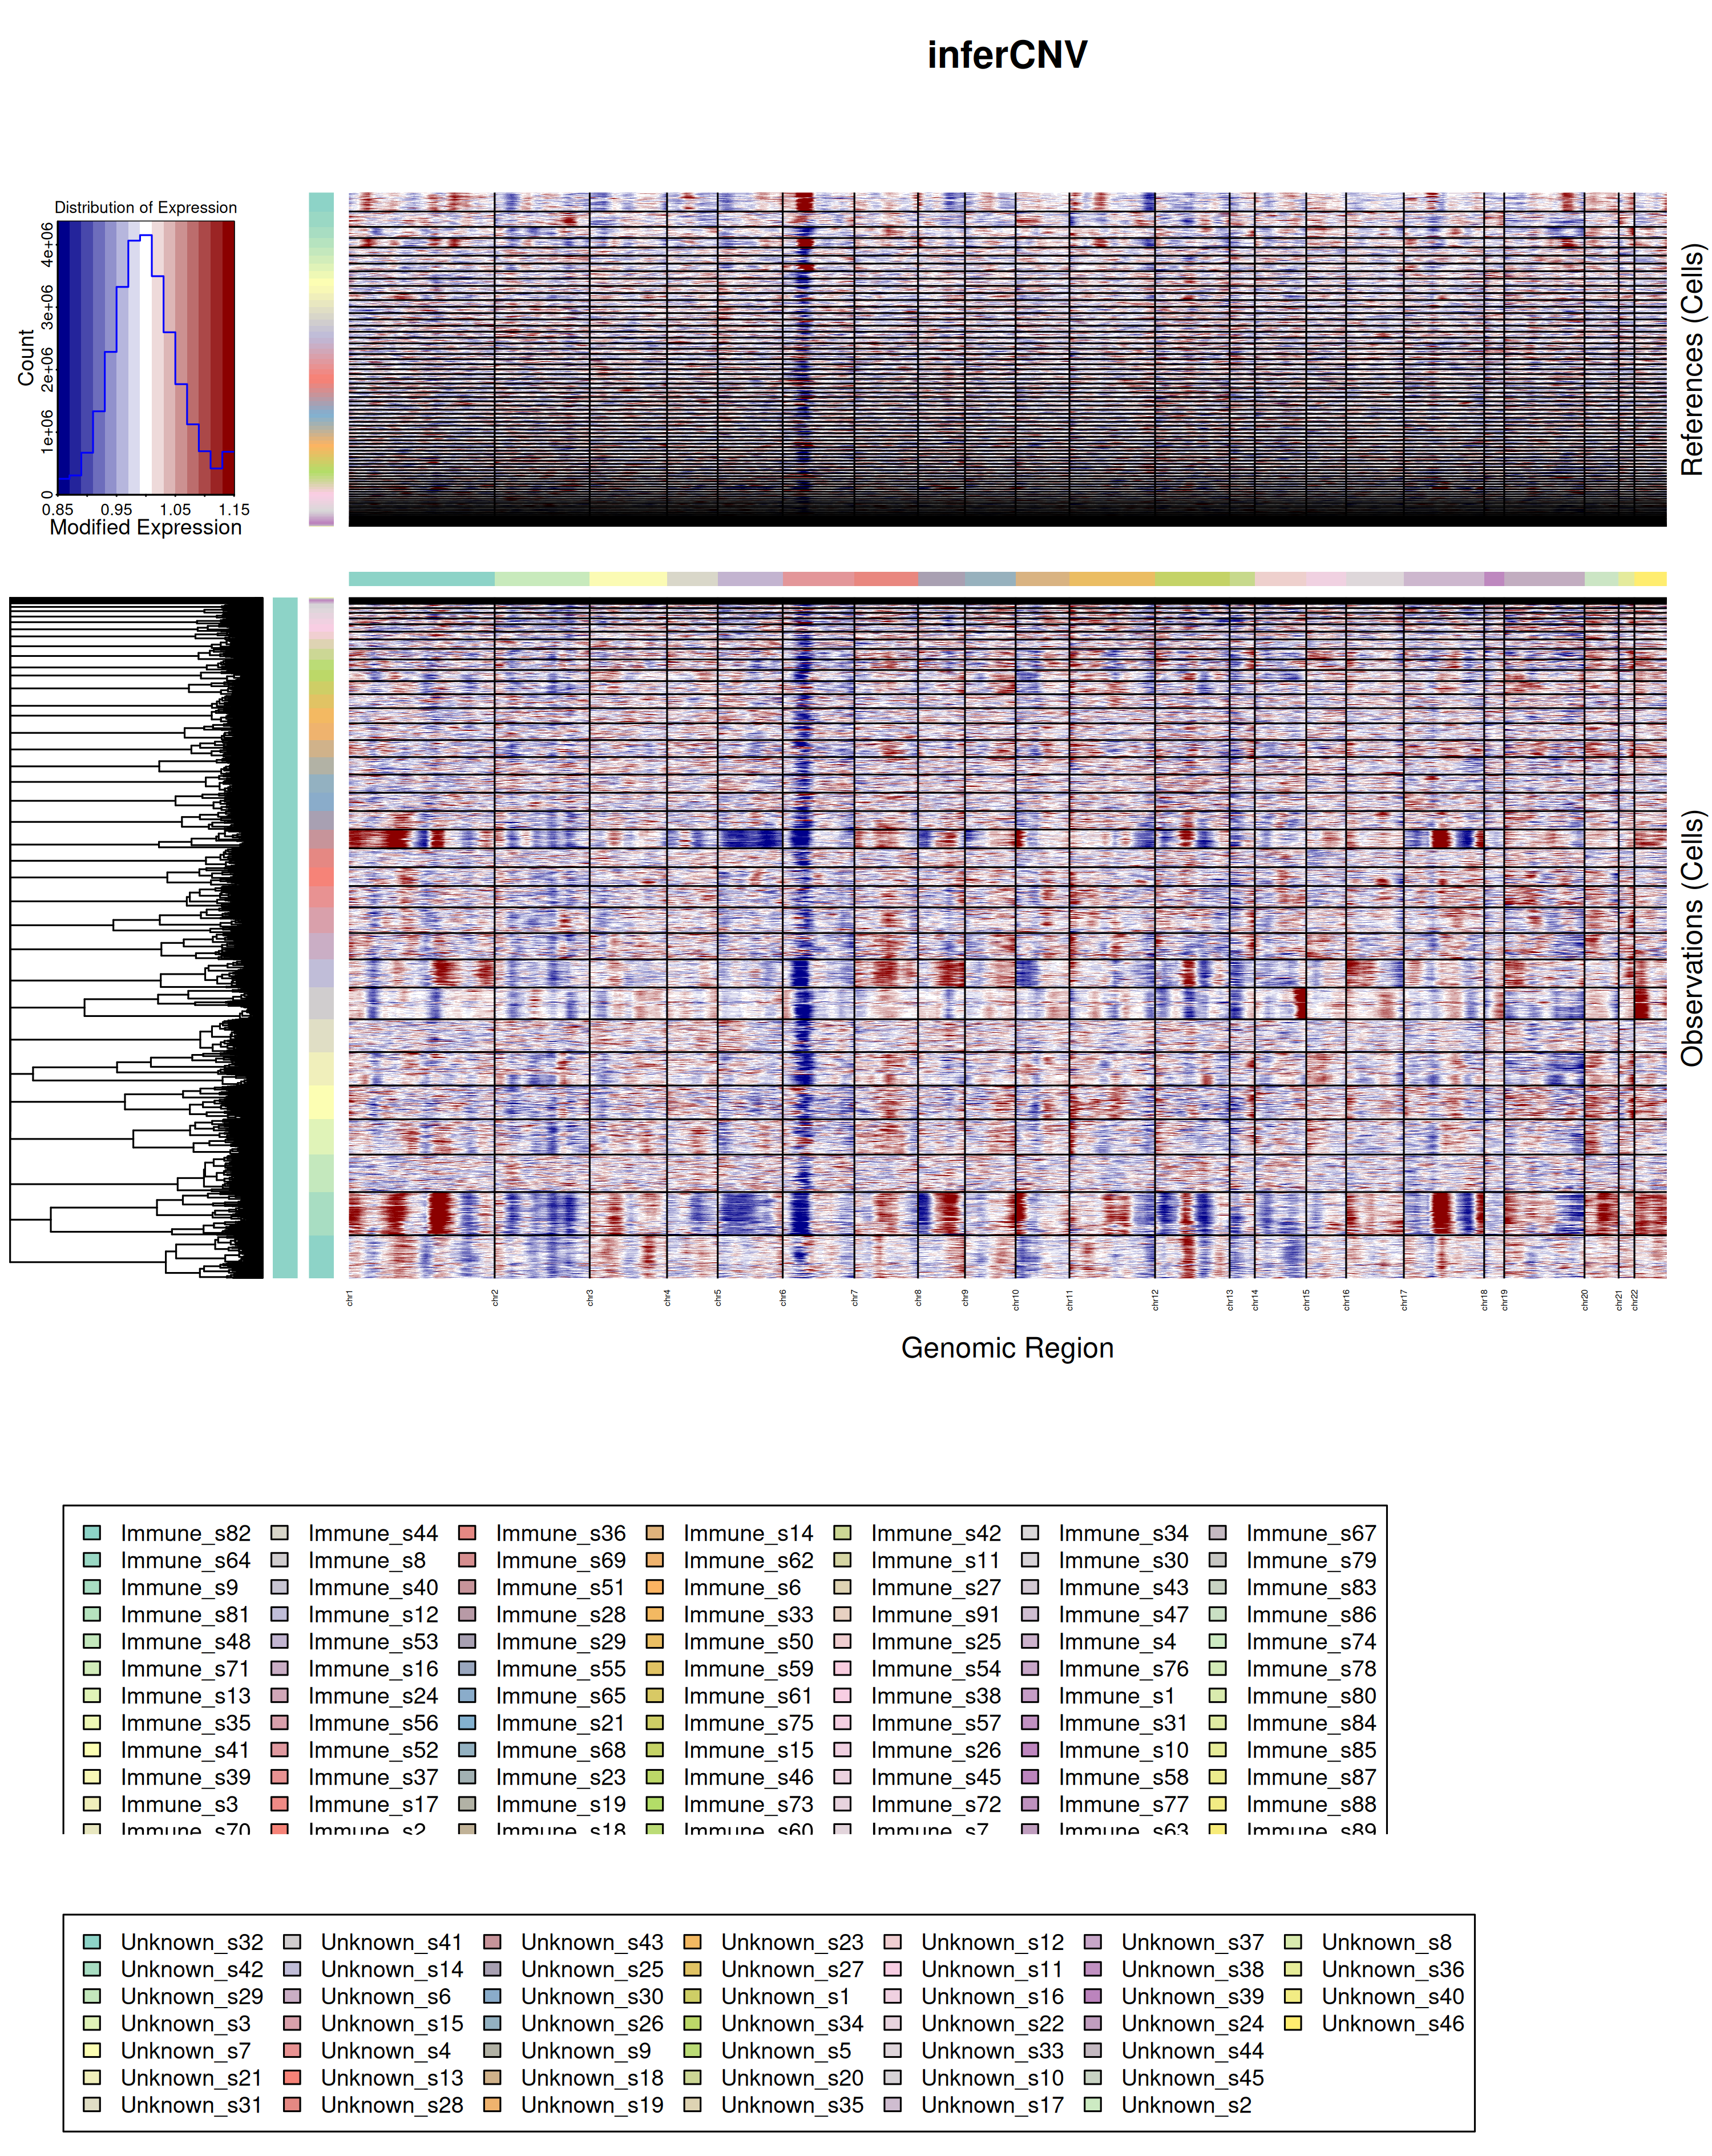 inferCNV
Distribution of Expression
Count
0 1e+06 2e+06 3e+06 4e+06
0.85 0.95 1.05 1.15
Modified Expression
References (Cells)
Observations (Cells)
chr1 chr2 chr3 chr4 chr5 chr6 chr7 chr8 chr9 chr10 chr11 chr12 chr13 chr14 chr15 chr16 chr17 chr18 chr19 chr20 chr21 chr22
Genomic Region
Immune_s82 Immune_s44 Immune_s36 Immune_s14 Immune_s42 Immune_s34 Immune_s67
Immune_s64 Immune_s8 Immune_s69 Immune_s62 Immune_s11 Immune_s30 Immune_s79
Immune_s9 Immune_s40 Immune_s51 Immune_s6 Immune_s27 Immune_s43 Immune_s83
Immune_s81 Immune_s12 Immune_s28 Immune_s33 Immune_s91 Immune_s47 Immune_s86
Immune_s48 Immune_s53 Immune_s29 Immune_s50 Immune_s25 Immune_s4 Immune_s74
Immune_s71 Immune_s16 Immune_s55 Immune_s59 Immune_s54 Immune_s76 Immune_s78
Immune_s13 Immune_s24 Immune_s65 Immune_s61 Immune_s38 Immune_s1 Immune_s80
Immune_s35 Immune_s56 Immune_s21 Immune_s75 Immune_s57 Immune_s31 Immune_s84
Immune_s41 Immune_s52 Immune_s68 Immune_s15 Immune_s26 Immune_s10 Immune_s85
Immune_s39 Immune_s37 Immune_s23 Immune_s46 Immune_s45 Immune_s58 Immune_s87
Immune_s3 Immune_s17 Immune_s19 Immune_s73 Immune_s72 Immune_s77 Immune_s88
Immune_s70 Immune_s2 Immune_s18 Immune_s60 Immune_s7 Immune_s63 Immune_s89
Unknown_s32 Unknown_s41 Unknown_s43 Unknown_s23 Unknown_s12 Unknown_s37 Unknown_s8
Unknown_s42 Unknown_s14 Unknown_s25 Unknown_s27 Unknown_s11 Unknown_s38 Unknown_s36
Unknown_s29 Unknown_s6 Unknown_s30 Unknown_s1 Unknown_s16 Unknown_s39 Unknown_s40
Unknown_s3 Unknown_s15 Unknown_s26 Unknown_s34 Unknown_s22 Unknown_s24 Unknown_s46
Unknown_s7 Unknown_s4 Unknown_s9 Unknown_s5 Unknown_s33 Unknown_s44
Unknown_s21 Unknown_s13 Unknown_s18 Unknown_s20 Unknown_s10 Unknown_s45
Unknown_s31 Unknown_s28 Unknown_s19 Unknown_s35 Unknown_s17 Unknown_s2